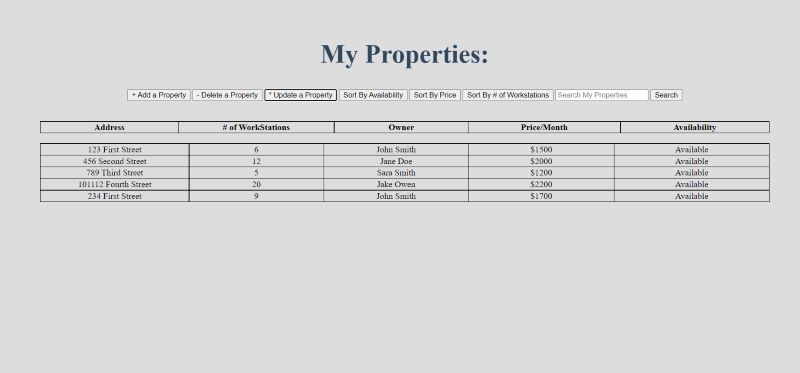 My Properties:
+ Add a Property - Delete a Property * Update a Property Sort By Availability Sort By Price Sort By # of Workstations Search My Properties Search
Address # of WorkStations Owner Price/Month Availability
123 First Street 6 John Smith $1500 Available
456 Second Street 12 Jane Doe $2000 Available
789 Third Street 5 Sara Smith $1200 Available
101112 Fourth Street 20 Jake Owen $2200 Available
234 First Street 9 John Smith $1700 Available